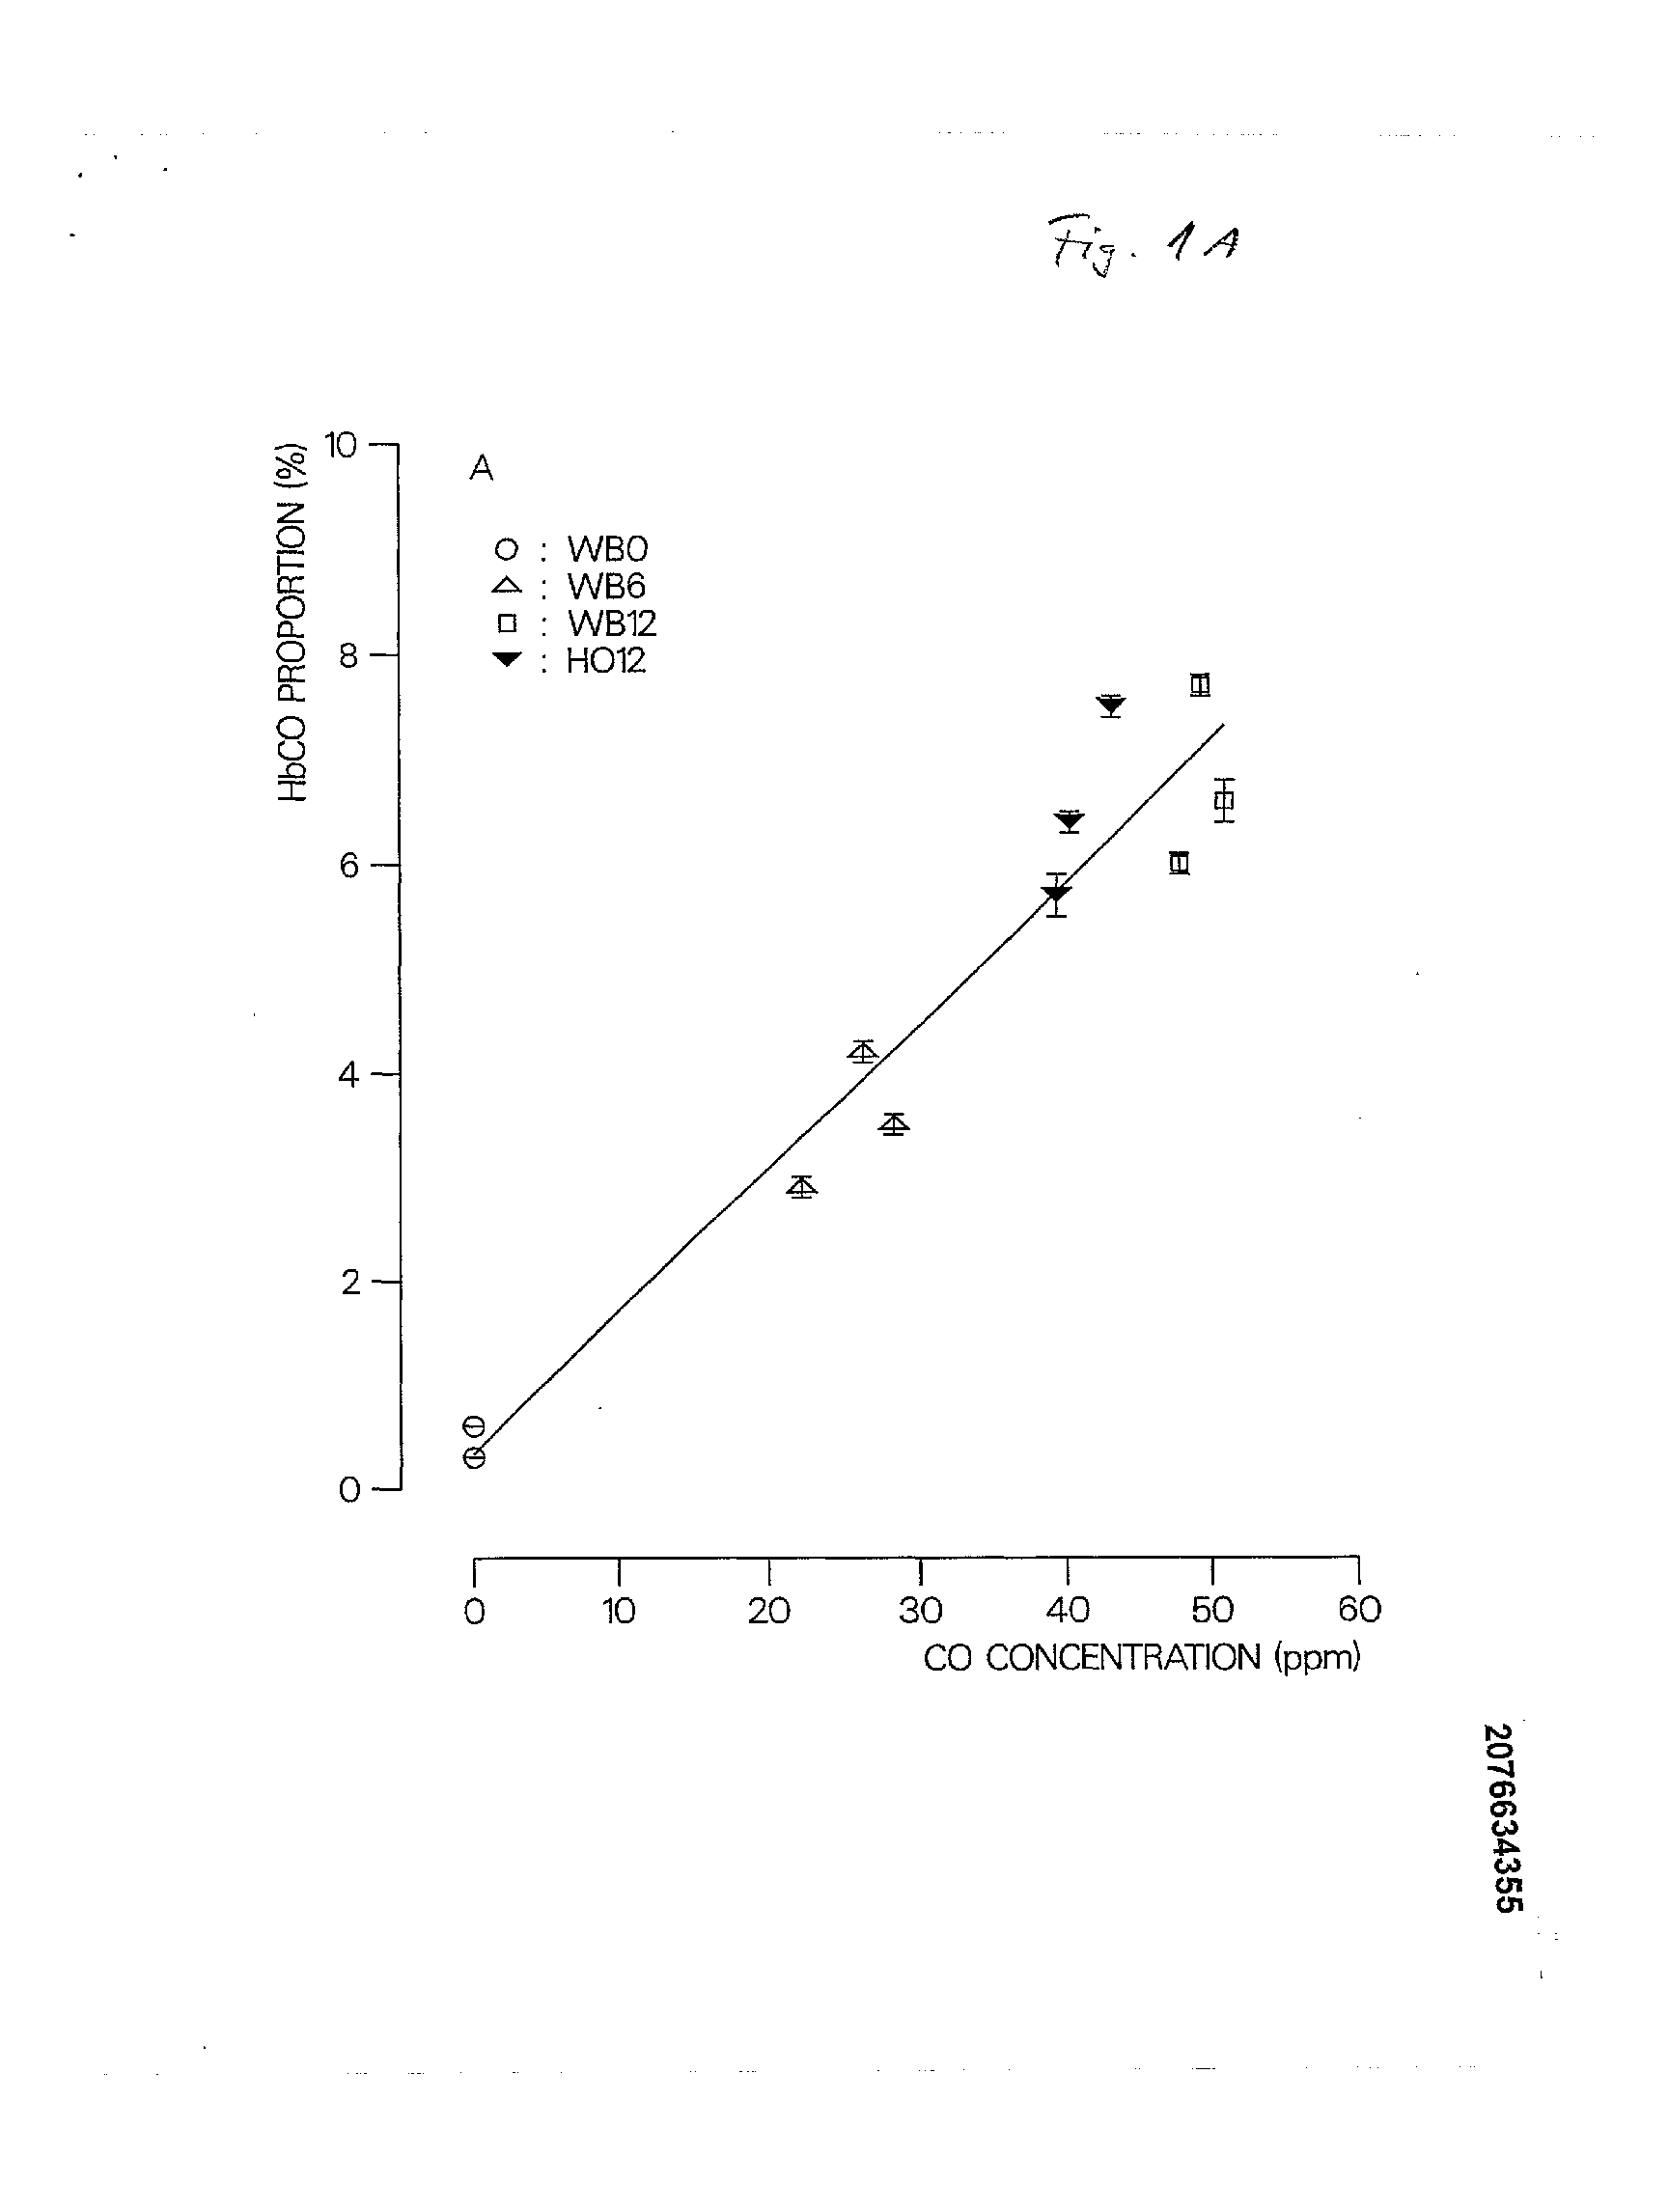 Fig. 1A
HbCO PROPORTION (%)
10
8
6
4
2
0
A
: WB0
: WB6
: WB12
: HO12
0 10 20 30 40 50 60
CO CONCENTRATION (ppm)
2076634355